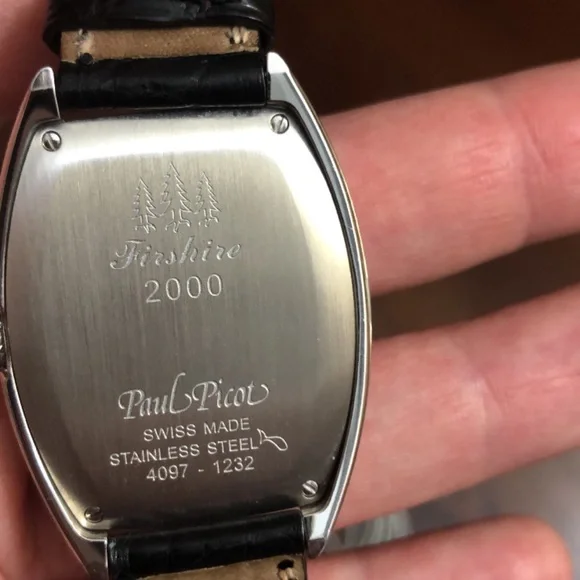 Firshire
2000
Paul Picot
SWISS MADE
STAINLESS STEEL
4097 - 1232